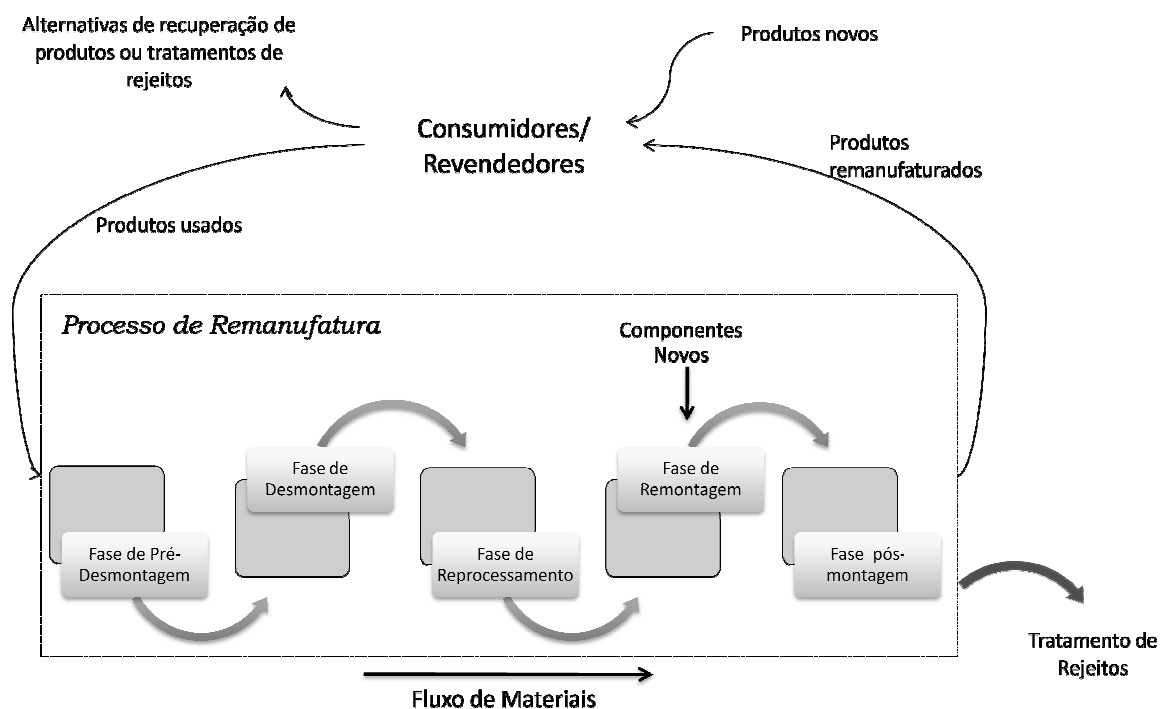 Alternativas de recuperação de
produtos ou tratamentos de
rejeitos
Produtos novos
Consumidores/
Revendedores
Produtos
remanufaturados
Produtos usados
Processo de Remanufatura
Componentes
Novos
Fase de
Desmontagem
Fase de
Remontagem
Fase de Pré-
Desmontagem
Fase de
Reprocessamento
Fase pós-
montagem
Tratamento de
Rejeitos
Fluxo de Materiais